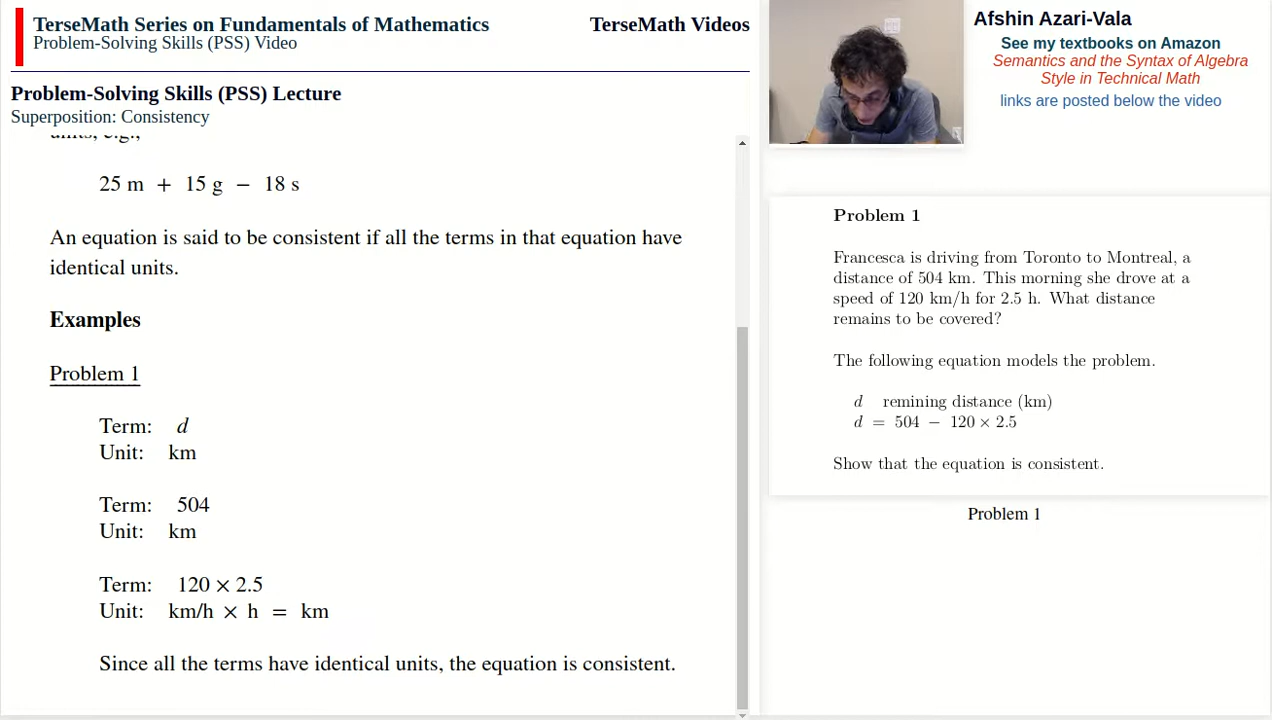 TerseMath Series on Fundamentals of Mathematics
Problem-Solving Skills (PSS) Video
TerseMath Videos
Problem-Solving Skills (PSS) Lecture
Superposition: Consistency
units, e.g.,
25 m + 15 g − 18 s
An equation is said to be consistent if all the terms in that equation have
identical units.
Examples
Problem 1
Term: d
Unit: km
Term: 504
Unit: km
Term: 120 × 2.5
Unit: km/h × h = km
Since all the terms have identical units, the equation is consistent.
Afshin Azari-Vala
See my textbooks on Amazon
Semantics and the Syntax of Algebra
Style in Technical Math
links are posted below the video
Problem 1
Francesca is driving from Toronto to Montreal, a
distance of 504 km. This morning she drove at a
speed of 120 km/h for 2.5 h. What distance
remains to be covered?
The following equation models the problem.
d remining distance (km)
d = 504 − 120 × 2.5
Show that the equation is consistent.
Problem 1